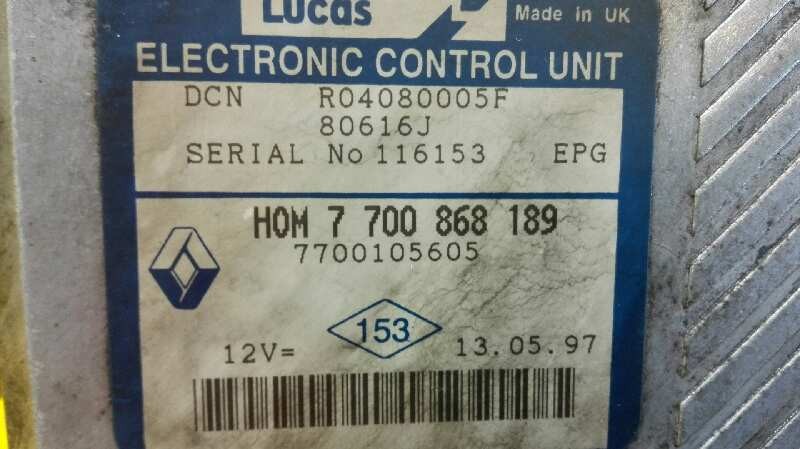 Lucas
Made in UK
ELECTRONIC CONTROL UNIT
DCN R04080005F
80616J
SERIAL No 116153 EPG
HOM 7 700 868 189
7700105605
153
12V= 13.05.97